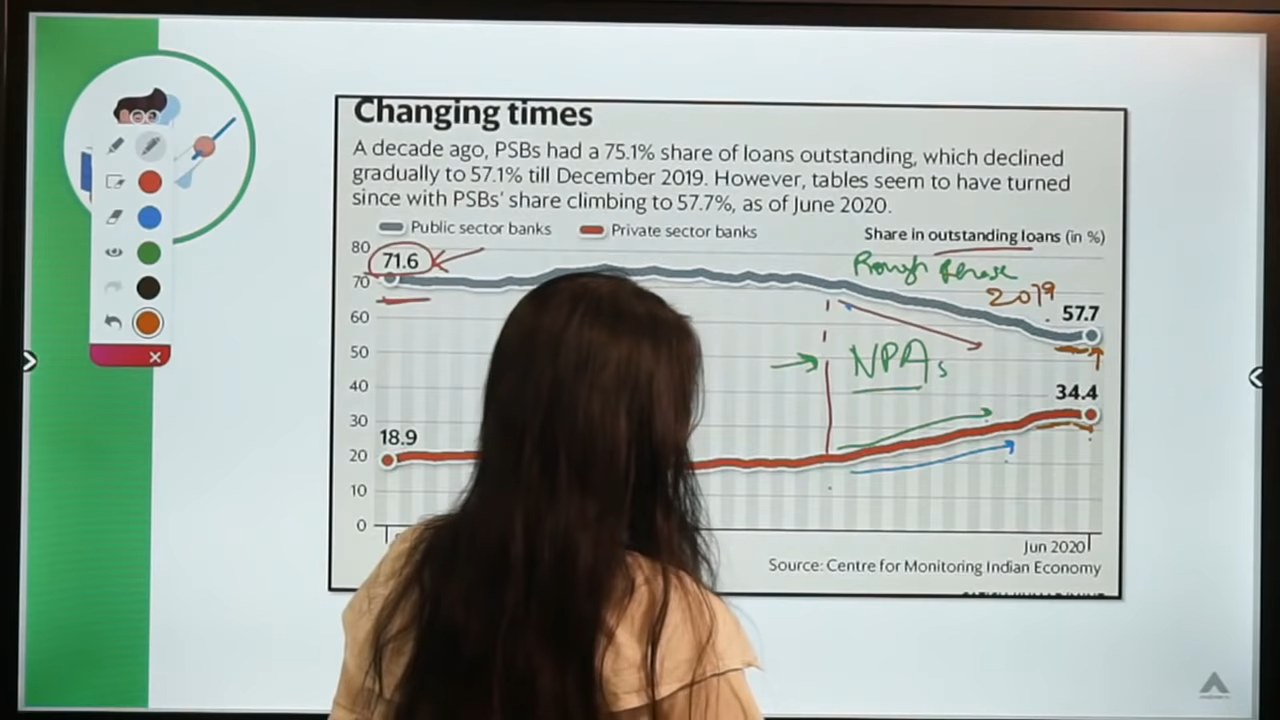 Changing times
A decade ago, PSBs had a 75.1% share of loans outstanding, which declined
gradually to 57.1% till December 2019. However, tables seem to have turned
since with PSBs' share climbing to 57.7%, as of June 2020.
Public sector banks Private sector banks Share in outstanding loans (in %)
80
71.6
Rough phase
70
2019
57.7
60
50
NPAs
40
34.4
30
18.9
20
10
0
Jun 2020
Source: Centre for Monitoring Indian Economy